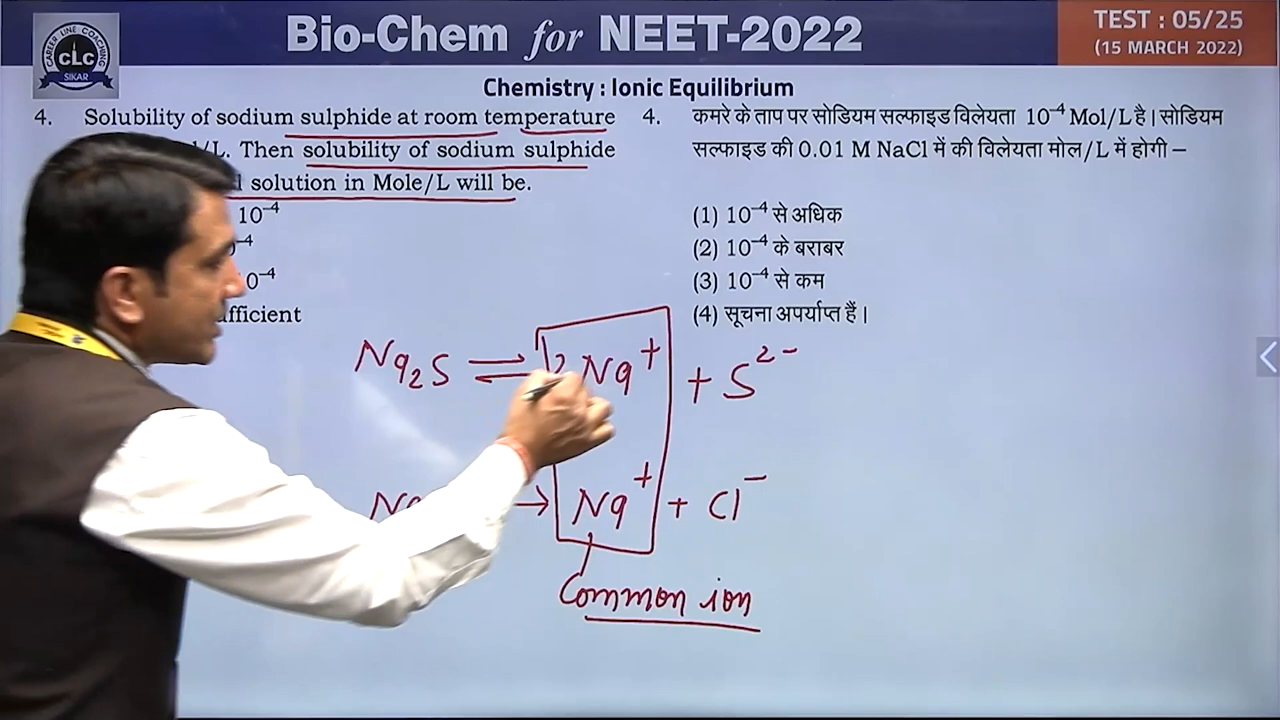 CAREER LINE COACHING
CLC
SIKAR
Bio-Chem for NEET-2022
TEST : 05/25
(15 MARCH 2022)
Chemistry : Ionic Equilibrium
4. Solubility of sodium sulphide at room temperature
/L. Then solubility of sodium sulphide
solution in Mole/L will be.
10⁻⁴
⁻⁴
0⁻⁴
fficient
4. कमरे के ताप पर सोडियम सल्फाइड विलेयता 10⁻⁴ Mol/L है। सोडियम
सल्फाइड की 0.01 M NaCl में की विलेयता मोल/L में होगी –
(1) 10⁻⁴ से अधिक
(2) 10⁻⁴ के बराबर
(3) 10⁻⁴ से कम
(4) सूचना अपर्याप्त हैं।
Na₂S ⇌ 2Na⁺ + S²⁻
Na → Na⁺ + Cl⁻
Common ion